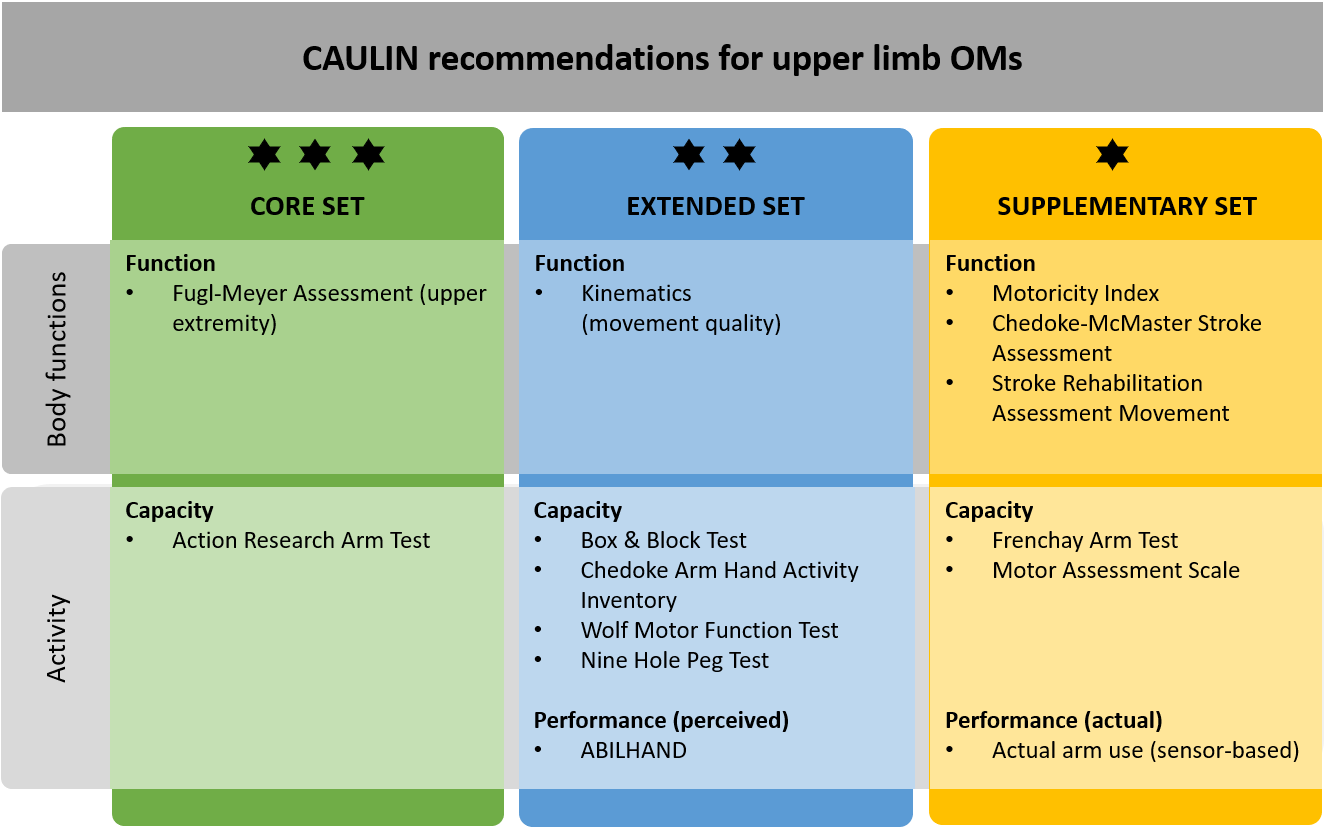 CAULIN recommendations for upper limb OMs
CORE SET
EXTENDED SET
SUPPLEMENTARY SET
Body functions
Function
• Fugl-Meyer Assessment (upper
extremity)
Function
• Kinematics
(movement quality)
Function
• Motoricity Index
• Chedoke-McMaster Stroke
Assessment
• Stroke Rehabilitation
Assessment Movement
Activity
Capacity
• Action Research Arm Test
Capacity
• Box & Block Test
• Chedoke Arm Hand Activity
Inventory
• Wolf Motor Function Test
• Nine Hole Peg Test
Performance (perceived)
• ABILHAND
Capacity
• Frenchay Arm Test
• Motor Assessment Scale
Performance (actual)
• Actual arm use (sensor-based)